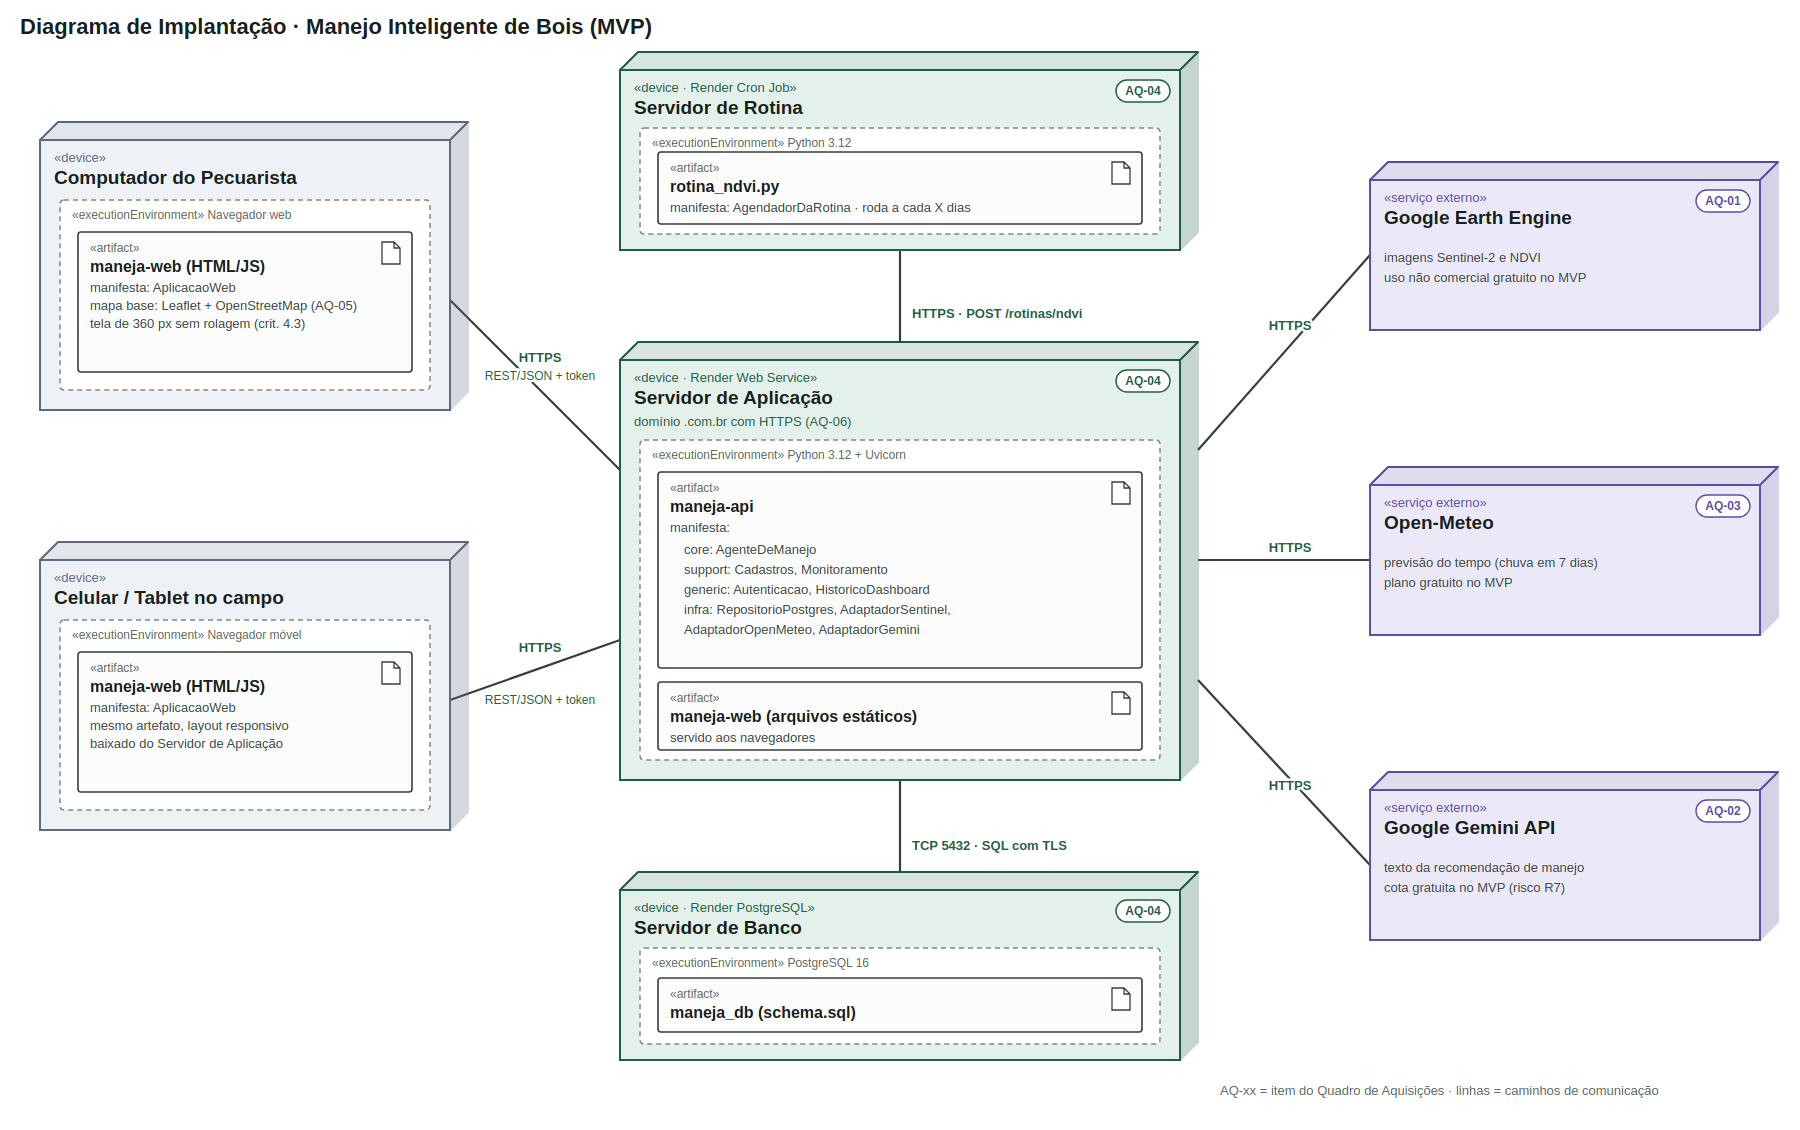 Diagrama de Implantação · Manejo Inteligente de Bois (MVP)
«device · Render Cron Job»
AQ-04
Servidor de Rotina
«executionEnvironment» Python 3.12
«artifact»
rotina_ndvi.py
manifesta: AgendadorDaRotina · roda a cada X dias
«device»
Computador do Pecuarista
«executionEnvironment» Navegador web
«artifact»
maneja-web (HTML/JS)
manifesta: AplicacaoWeb
mapa base: Leaflet + OpenStreetMap (AQ-05)
tela de 360 px sem rolagem (crit. 4.3)
«serviço externo»
AQ-01
Google Earth Engine
imagens Sentinel-2 e NDVI
uso não comercial gratuito no MVP
HTTPS · POST /rotinas/ndvi
HTTPS
HTTPS
REST/JSON + token
«device · Render Web Service»
AQ-04
Servidor de Aplicação
domínio .com.br com HTTPS (AQ-06)
«executionEnvironment» Python 3.12 + Uvicorn
«artifact»
maneja-api
manifesta:
core: AgenteDeManejo
support: Cadastros, Monitoramento
generic: Autenticacao, HistoricoDashboard
infra: RepositorioPostgres, AdaptadorSentinel,
AdaptadorOpenMeteo, AdaptadorGemini
«artifact»
maneja-web (arquivos estáticos)
servido aos navegadores
HTTPS
«serviço externo»
AQ-03
Open-Meteo
previsão do tempo (chuva em 7 dias)
plano gratuito no MVP
«device»
Celular / Tablet no campo
«executionEnvironment» Navegador móvel
«artifact»
maneja-web (HTML/JS)
manifesta: AplicacaoWeb
mesmo artefato, layout responsivo
baixado do Servidor de Aplicação
HTTPS
REST/JSON + token
HTTPS
«serviço externo»
AQ-02
Google Gemini API
texto da recomendação de manejo
cota gratuita no MVP (risco R7)
TCP 5432 · SQL com TLS
«device · Render PostgreSQL»
AQ-04
Servidor de Banco
«executionEnvironment» PostgreSQL 16
«artifact»
maneja_db (schema.sql)
AQ-xx = item do Quadro de Aquisições · linhas = caminhos de comunicação